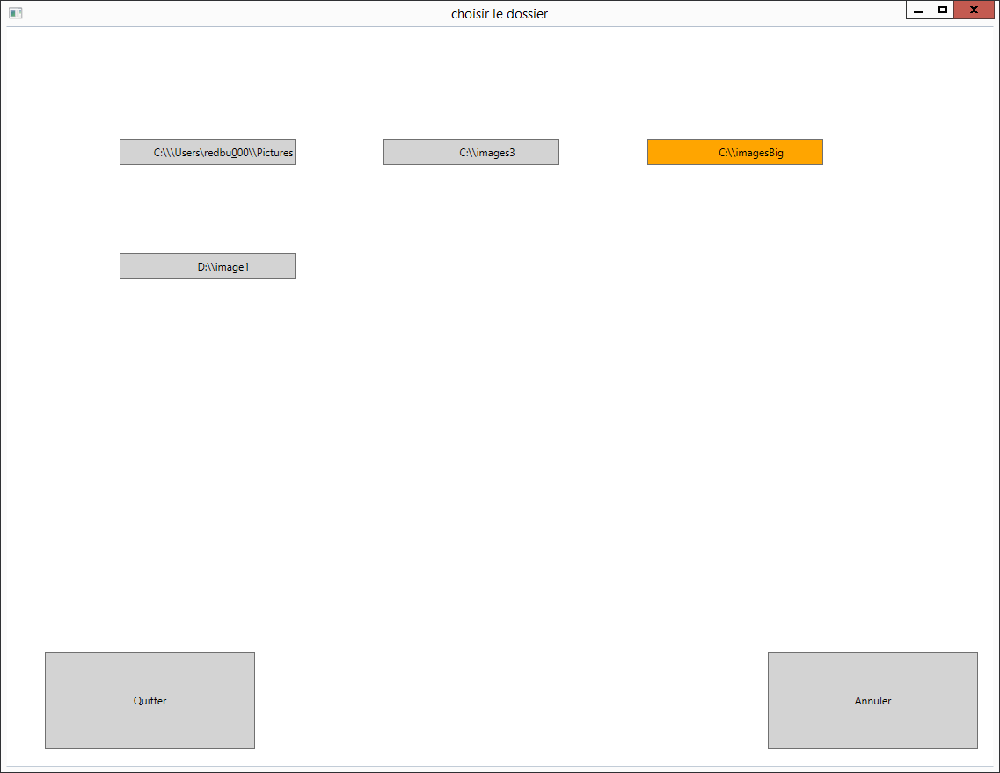 choisir le dossier
C:\\\Users\redbu000\\Pictures
C:\\images3
C:\\imagesBig
D:\\image1
Quitter
Annuler